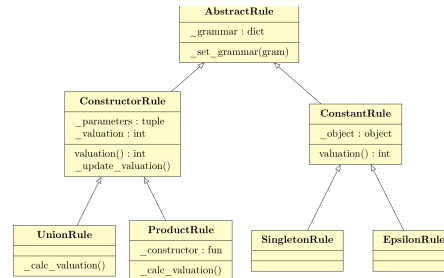 AbstractRule
_grammar : dict
_set_grammar(gram)
ConstructorRule
_parameters : tuple
_valuation : int
valuation() : int
_update_valuation()
ConstantRule
_object : object
valuation() : int
UnionRule
_calc_valuation()
ProductRule
_constructor : fun
_calc_valuation()
SingletonRule
EpsilonRule